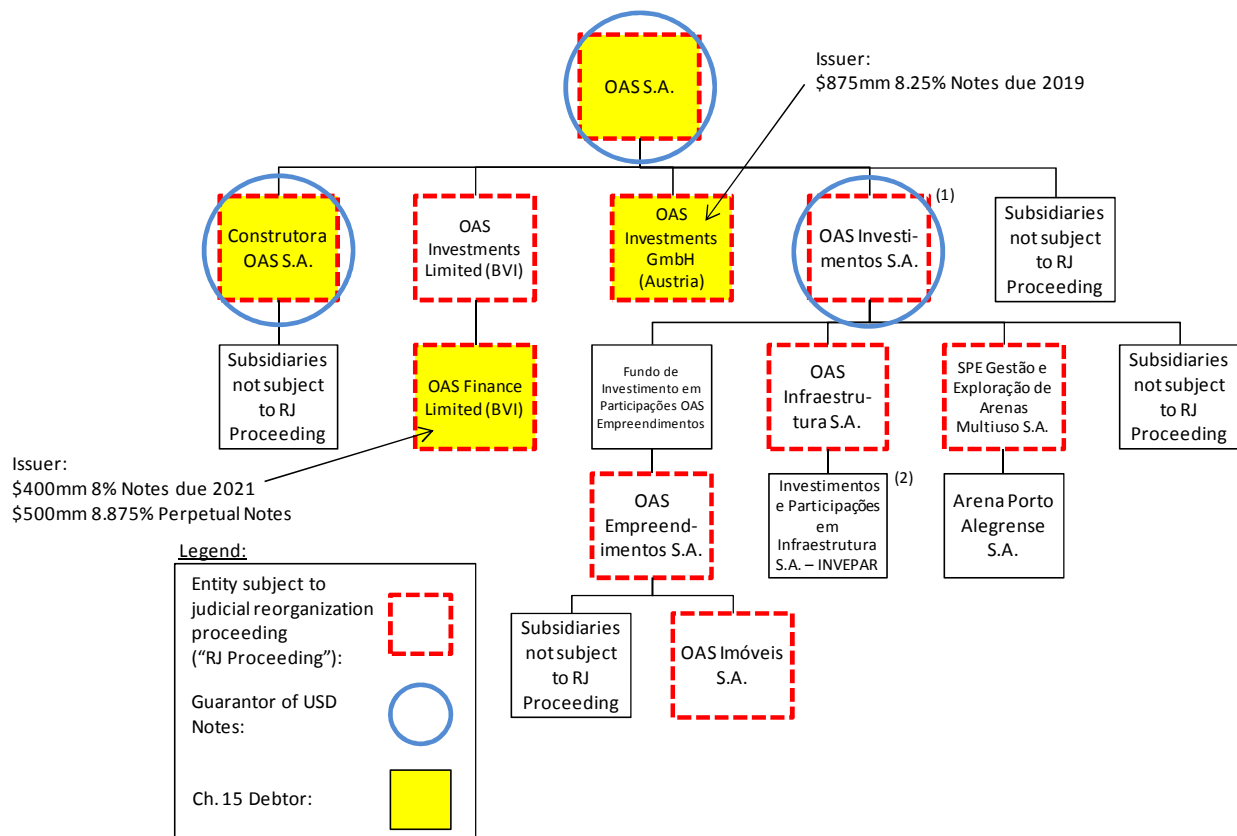 OAS S.A.
Issuer:
$875mm 8.25% Notes due 2019
Construtora
OAS S.A.
OAS
Investments
Limited (BVI)
OAS
Investments
GmbH
(Austria)
OAS Investi-
mentos S.A.
(1)
Subsidiaries
not subject
to RJ
Proceeding
Subsidiaries
not subject
to RJ
Proceeding
OAS Finance
Limited (BVI)
Fundo de
Investimento em
Participações OAS
Empreendimentos
OAS
Infraestru-
tura S.A.
SPE Gestão e
Exploração de
Arenas
Multiuso S.A.
Subsidiaries
not subject
to RJ
Proceeding
Issuer:
$400mm 8% Notes due 2021
$500mm 8.875% Perpetual Notes
OAS
Empreend-
imentos S.A.
Investimentos
e Participações
em
Infraestrutura
S.A. – INVEPAR
(2)
Arena Porto
Alegrense
S.A.
Subsidiaries
not subject
to RJ
Proceeding
OAS Imóveis
S.A.
Legend:
Entity subject to
judicial reorganization
proceeding
(“RJ Proceeding”):
Guarantor of USD
Notes:
Ch. 15 Debtor: